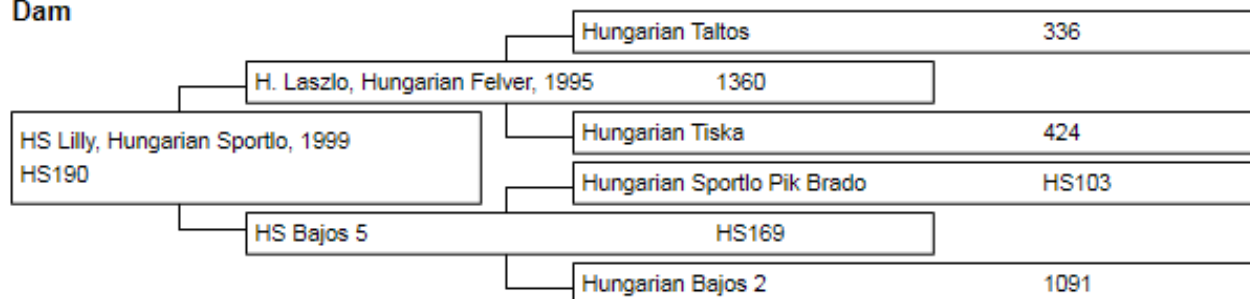 Dam
Hungarian Taltos 336
H. Laszlo, Hungarian Felver, 1995 1360
Hungarian Tiska 424
HS Lilly, Hungarian Sportlo, 1999
HS190
Hungarian Sportlo Pik Brado HS103
HS Bajos 5 HS169
Hungarian Bajos 2 1091